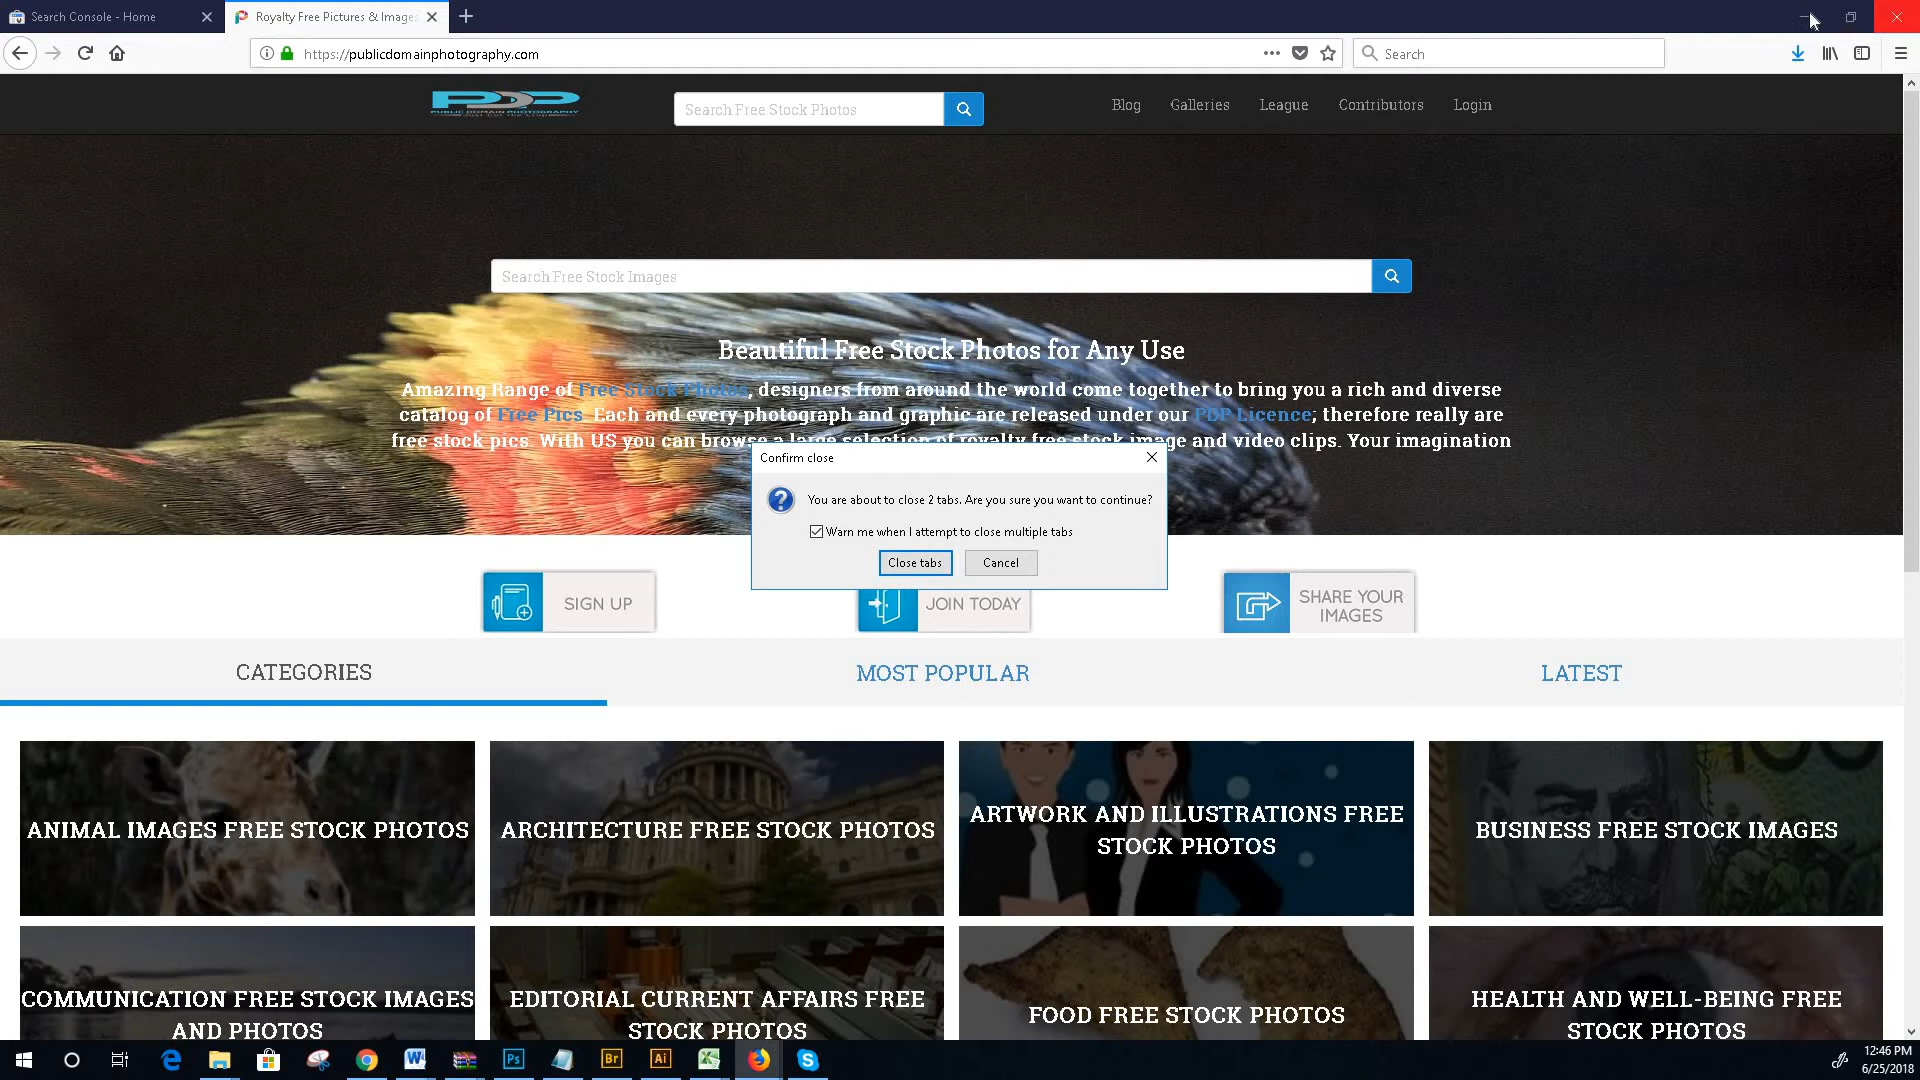 Search Console - Home
Royalty Free Pictures & Images
https://publicdomainphotography.com
Search
PDP
PUBLIC DOMAIN PHOTOGRAPHY
Search Free Stock Photos
Blog
Galleries
League
Contributors
Login
Search Free Stock Images
Beautiful Free Stock Photos for Any Use
Amazing Range of Free Stock Photos, designers from around the world come together to bring you a rich and diverse
catalog of Free Pics. Each and every photograph and graphic are released under our PDP Licence; therefore really are
free stock pics. With US you can browse a large selection of royalty free stock image and video clips. Your imagination
Confirm close
You are about to close 2 tabs. Are you sure you want to continue?
Warn me when I attempt to close multiple tabs
Close tabs
Cancel
SIGN UP
JOIN TODAY
SHARE YOUR
IMAGES
CATEGORIES
MOST POPULAR
LATEST
ANIMAL IMAGES FREE STOCK PHOTOS
ARCHITECTURE FREE STOCK PHOTOS
ARTWORK AND ILLUSTRATIONS FREE
STOCK PHOTOS
BUSINESS FREE STOCK IMAGES
COMMUNICATION FREE STOCK IMAGES
AND PHOTOS
EDITORIAL CURRENT AFFAIRS FREE
STOCK PHOTOS
FOOD FREE STOCK PHOTOS
HEALTH AND WELL-BEING FREE
STOCK PHOTOS
Ps
Br
Ai
12:46 PM
6/25/2018